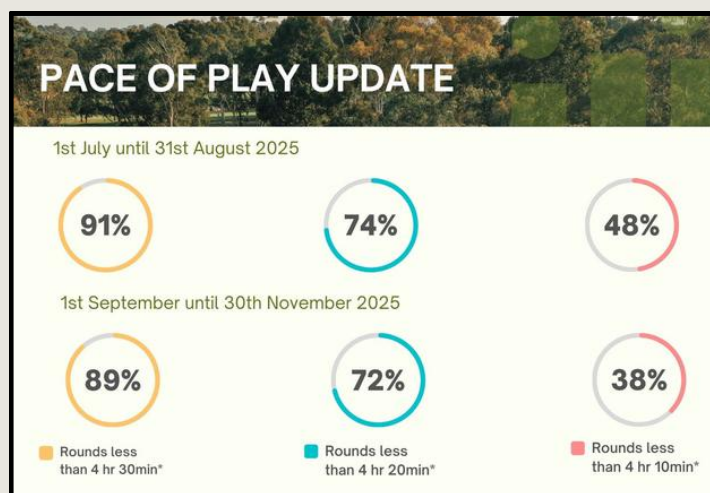 PACE OF PLAY UPDATE
1st July until 31st August 2025
91%
74%
48%
1st September until 30th November 2025
89%
72%
38%
Rounds less
than 4 hr 30min*
Rounds less
than 4 hr 20min*
Rounds less
than 4 hr 10min*